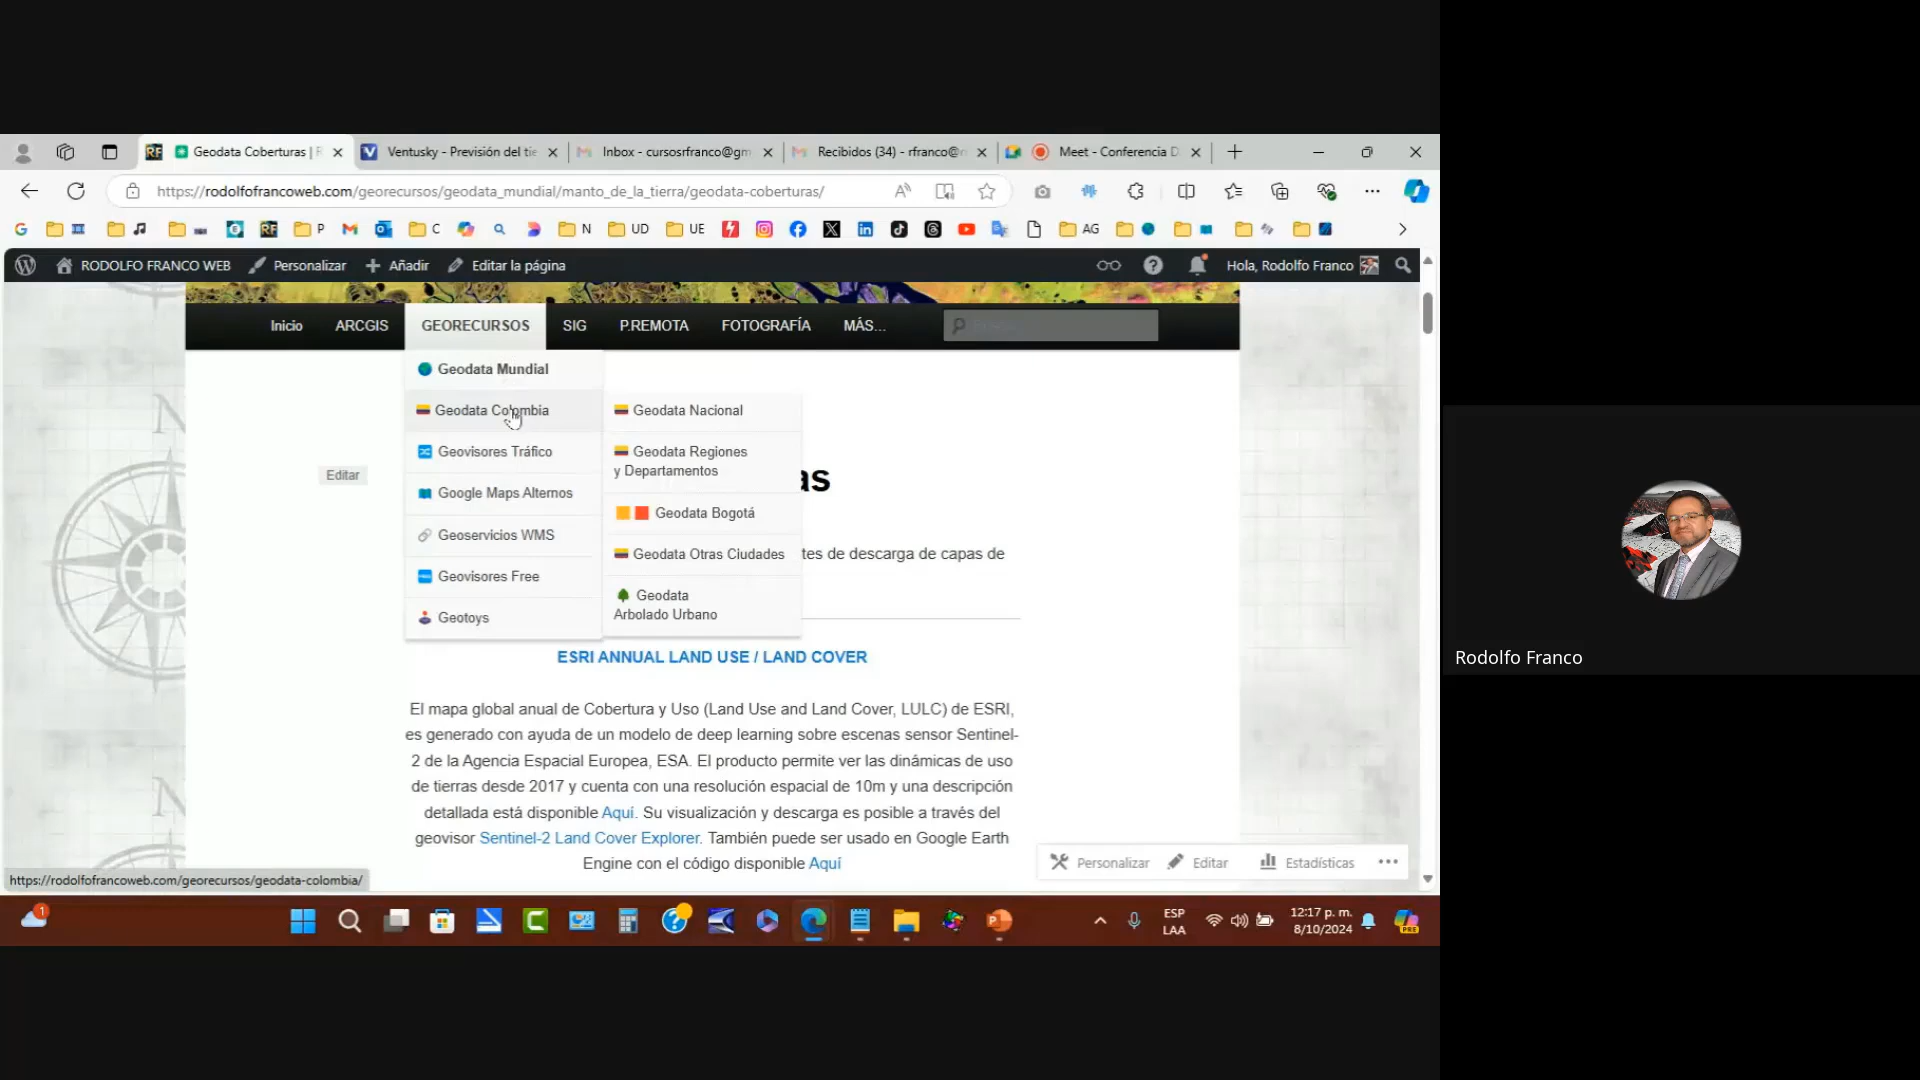 Geodata Coberturas | R
Ventusky - Previsión del tie
Inbox - cursosrfranco@gm
Recibidos (34) - rfranco@
Meet - Conferencia D
https://rodolfofrancoweb.com/georecursos/geodata_mundial/manto_de_la_tierra/geodata-coberturas/
P
C
N
UD
UE
AG
RODOLFO FRANCO WEB
Personalizar
Añadir
Editar la página
Hola, Rodolfo Franco
Inicio
ARCGIS
GEORECURSOS
SIG
P.REMOTA
FOTOGRAFÍA
MÁS...
Geodata Mundial
Geodata Colombia
Geovisores Tráfico
Google Maps Alternos
Geoservicios WMS
Geovisores Free
Geotoys
Geodata Nacional
Geodata Regiones
y Departamentos
Geodata Bogotá
Geodata Otras Ciudades
Geodata
Arbolado Urbano
Editar
as
tes de descarga de capas de
ESRI ANNUAL LAND USE / LAND COVER
El mapa global anual de Cobertura y Uso (Land Use and Land Cover, LULC) de ESRI,
es generado con ayuda de un modelo de deep learning sobre escenas sensor Sentinel-
2 de la Agencia Espacial Europea, ESA. El producto permite ver las dinámicas de uso
de tierras desde 2017 y cuenta con una resolución espacial de 10m y una descripción
detallada está disponible Aquí. Su visualización y descarga es posible a través del
geovisor Sentinel-2 Land Cover Explorer. También puede ser usado en Google Earth
Engine con el código disponible Aquí
Personalizar
Editar
Estadísticas
https://rodolfofrancoweb.com/georecursos/geodata-colombia/
1
ESP
LAA
12:17 p. m.
8/10/2024
Rodolfo Franco